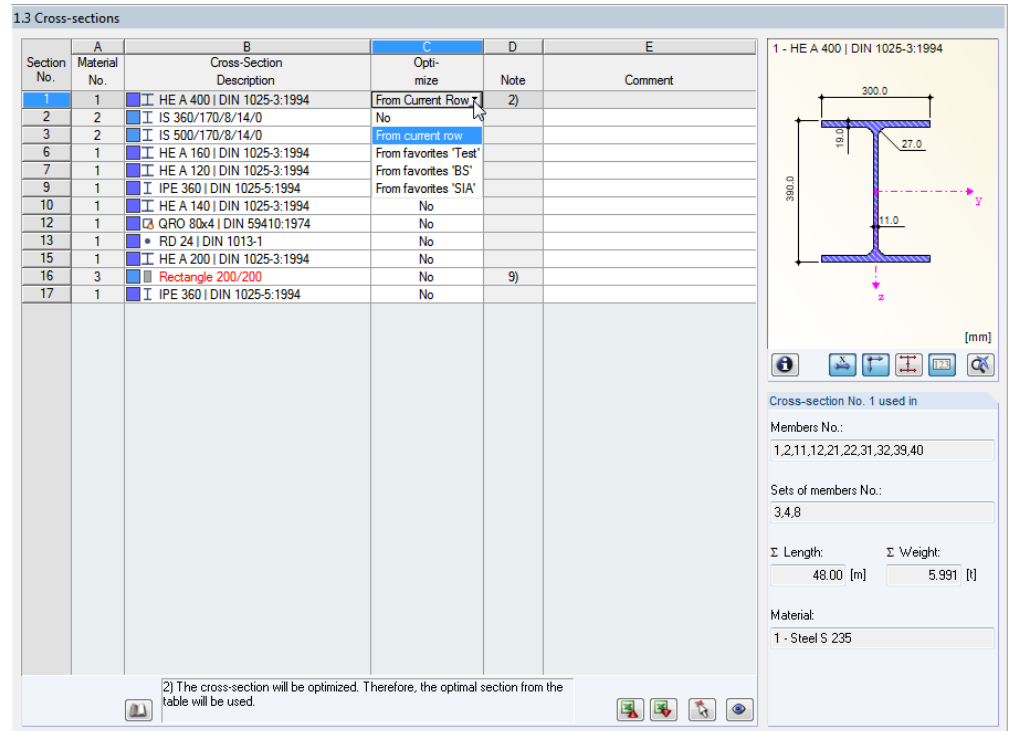 1.3 Cross-sections
A B C D E
Section Material Cross-Section Opti-
No. No. Description mize Note Comment
1 1 HE A 400 | DIN 1025-3:1994 From Current Row 2)
2 2 IS 360/170/8/14/0 No
3 2 IS 500/170/8/14/0 From current row
6 1 HE A 160 | DIN 1025-3:1994 From favorites 'Test'
7 1 HE A 120 | DIN 1025-3:1994 From favorites 'BS'
9 1 IPE 360 | DIN 1025-5:1994 From favorites 'SIA'
10 1 HE A 140 | DIN 1025-3:1994 No
12 1 QRO 80x4 | DIN 59410:1974 No
13 1 RD 24 | DIN 1013-1 No
15 1 HE A 200 | DIN 1025-3:1994 No
16 3 Rectangle 200/200 No 9)
17 1 IPE 360 | DIN 1025-5:1994 No
2) The cross-section will be optimized. Therefore, the optimal section from the
table will be used.
1 - HE A 400 | DIN 1025-3:1994
300.0
19.0
27.0
390.0
y
11.0
z
[mm]
123
Cross-section No. 1 used in
Members No.:
1,2,11,12,21,22,31,32,39,40
Sets of members No.:
3,4,8
Σ Length: Σ Weight:
48.00 [m] 5.991 [t]
Material:
1 - Steel S 235